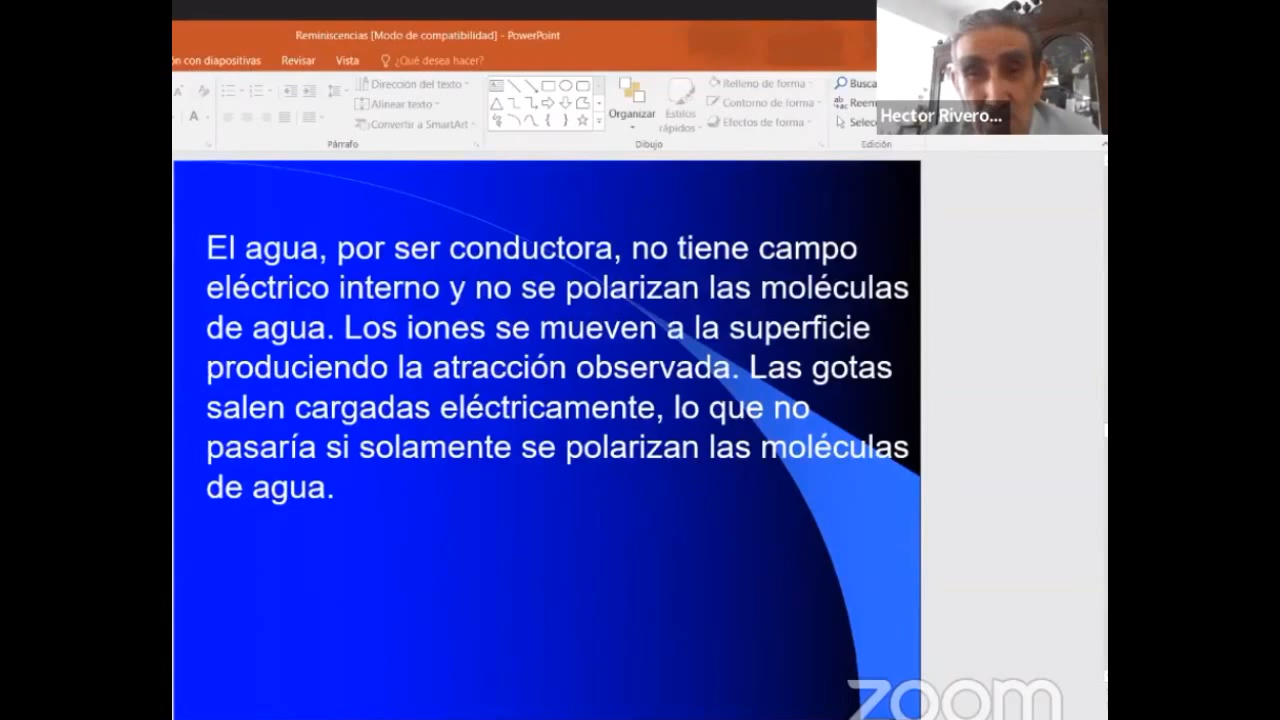 Reminiscencias [Modo de compatibilidad] - PowerPoint
ón con diapositivas Revisar Vista ¿Qué desea hacer?
Dirección del texto
Alinear texto
Convertir a SmartArt
Párrafo
Organizar
Estilos
rápidos
Relleno de forma
Contorno de forma
Efectos de forma
Dibujo
Busca
Reem
Selec
Edición
Hector Rivero...
El agua, por ser conductora, no tiene campo
eléctrico interno y no se polarizan las moléculas
de agua. Los iones se mueven a la superficie
produciendo la atracción observada. Las gotas
salen cargadas eléctricamente, lo que no
pasaría si solamente se polarizan las moléculas
de agua.
zoom